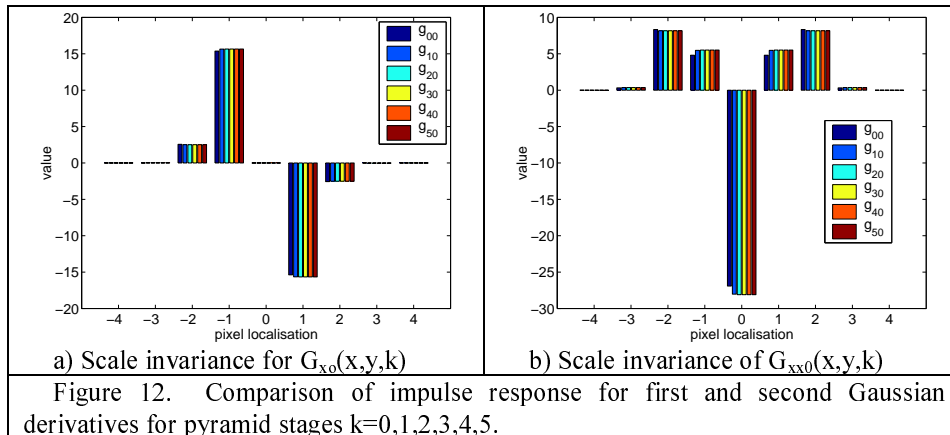 20
15
10
5
0
−5
−10
−15
−20
−4 −3 −2 −1 0 1 2 3 4
value
pixel localisation
g00
g10
g20
g30
g40
g50
a) Scale invariance for Gxo(x,y,k)
10
5
0
−5
−10
−15
−20
−25
−30
−4 −3 −2 −1 0 1 2 3 4
value
pixel localisation
g00
g10
g20
g30
g40
g50
b) Scale invariance of Gxx0(x,y,k)
Figure 12. Comparison of impulse response for first and second Gaussian
derivatives for pyramid stages k=0,1,2,3,4,5.